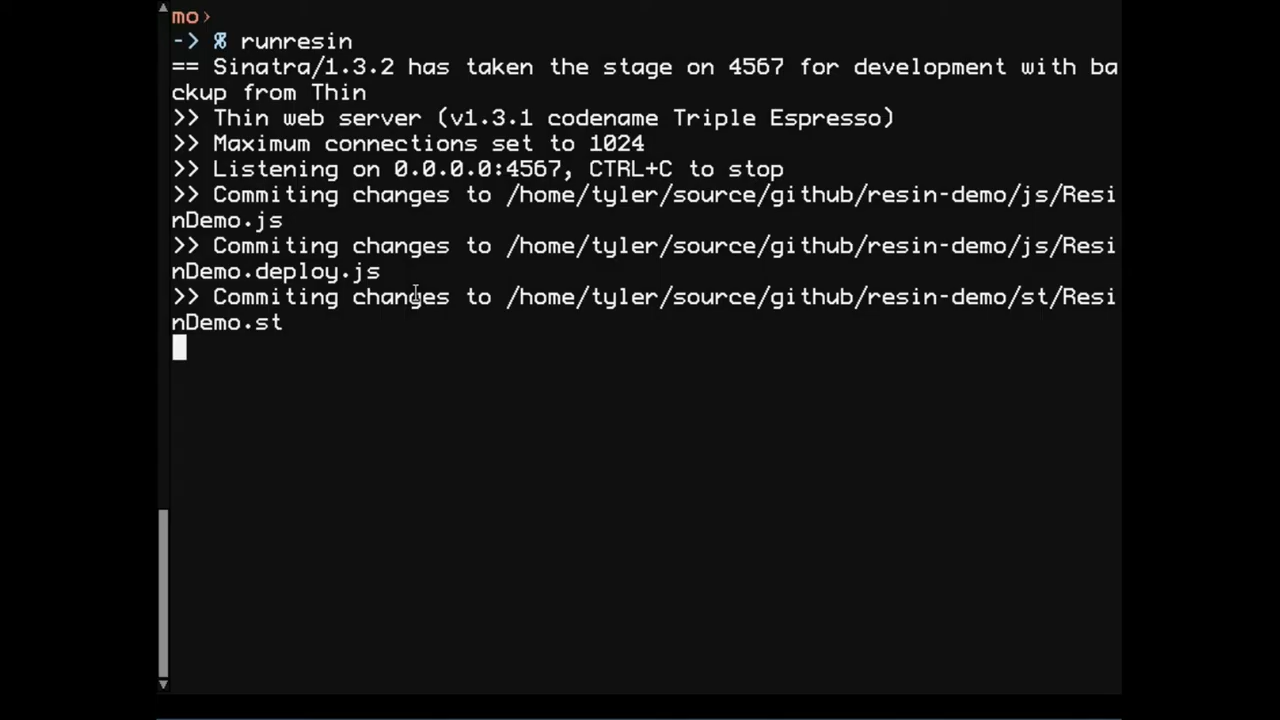 mo›
-> % runresin
== Sinatra/1.3.2 has taken the stage on 4567 for development with ba
ckup from Thin
>> Thin web server (v1.3.1 codename Triple Espresso)
>> Maximum connections set to 1024
>> Listening on 0.0.0.0:4567, CTRL+C to stop
>> Commiting changes to /home/tyler/source/github/resin-demo/js/Resi
nDemo.js
>> Commiting changes to /home/tyler/source/github/resin-demo/js/Resi
nDemo.deploy.js
>> Commiting changes to /home/tyler/source/github/resin-demo/st/Resi
nDemo.st